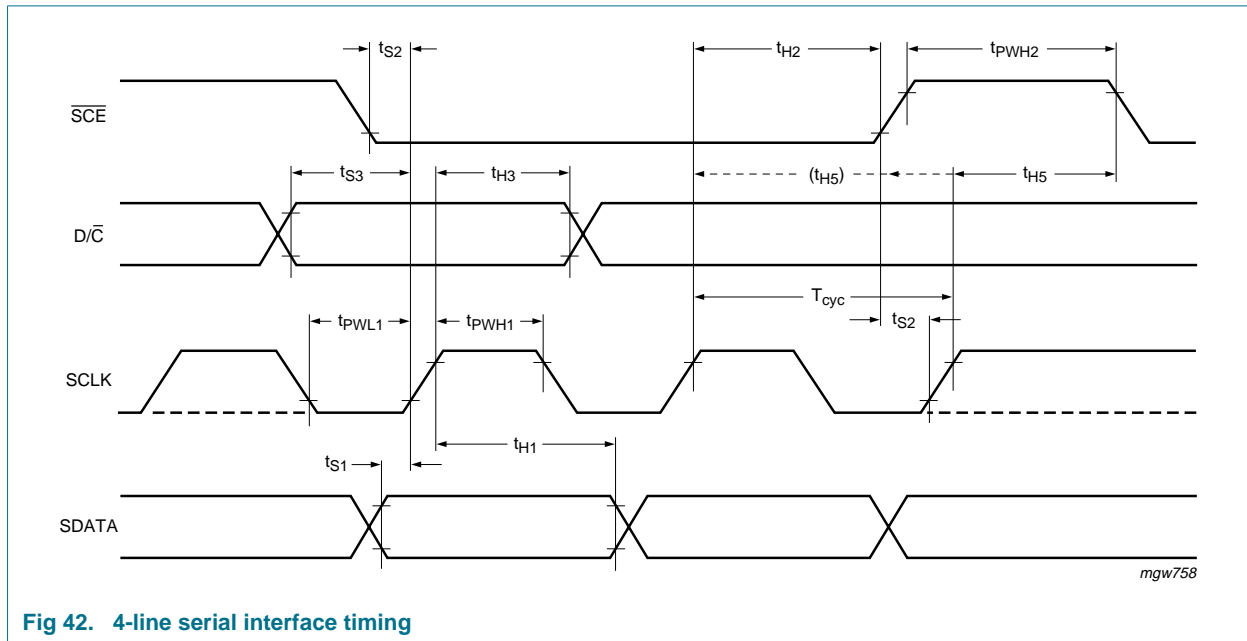 tS2
tH2
tPWH2
SCE
tS3
tH3
(tH5)
tH5
D/C
Tcyc
tPWL1
tPWH1
tS2
SCLK
tH1
tS1
SDATA
mgw758
Fig 42. 4-line serial interface timing